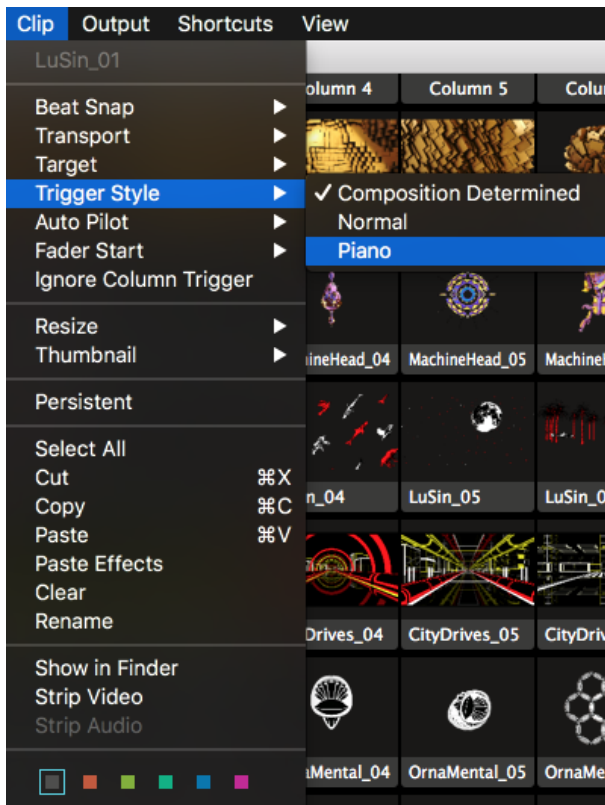 Clip Output Shortcuts View
LuSin_01
Beat Snap
Transport
Target
Trigger Style
Auto Pilot
Fader Start
Ignore Column Trigger
Resize
Thumbnail
Persistent
Select All
Cut ⌘X
Copy ⌘C
Paste ⌘V
Paste Effects
Clear
Rename
Show in Finder
Strip Video
Strip Audio
✓ Composition Determined
Normal
Piano
olumn 4 Column 5 Colu
ineHead_04 MachineHead_05 Machine
n_04 LuSin_05 LuSin_0
Drives_04 CityDrives_05 CityDriv
Mental_04 OrnaMental_05 OrnaMe